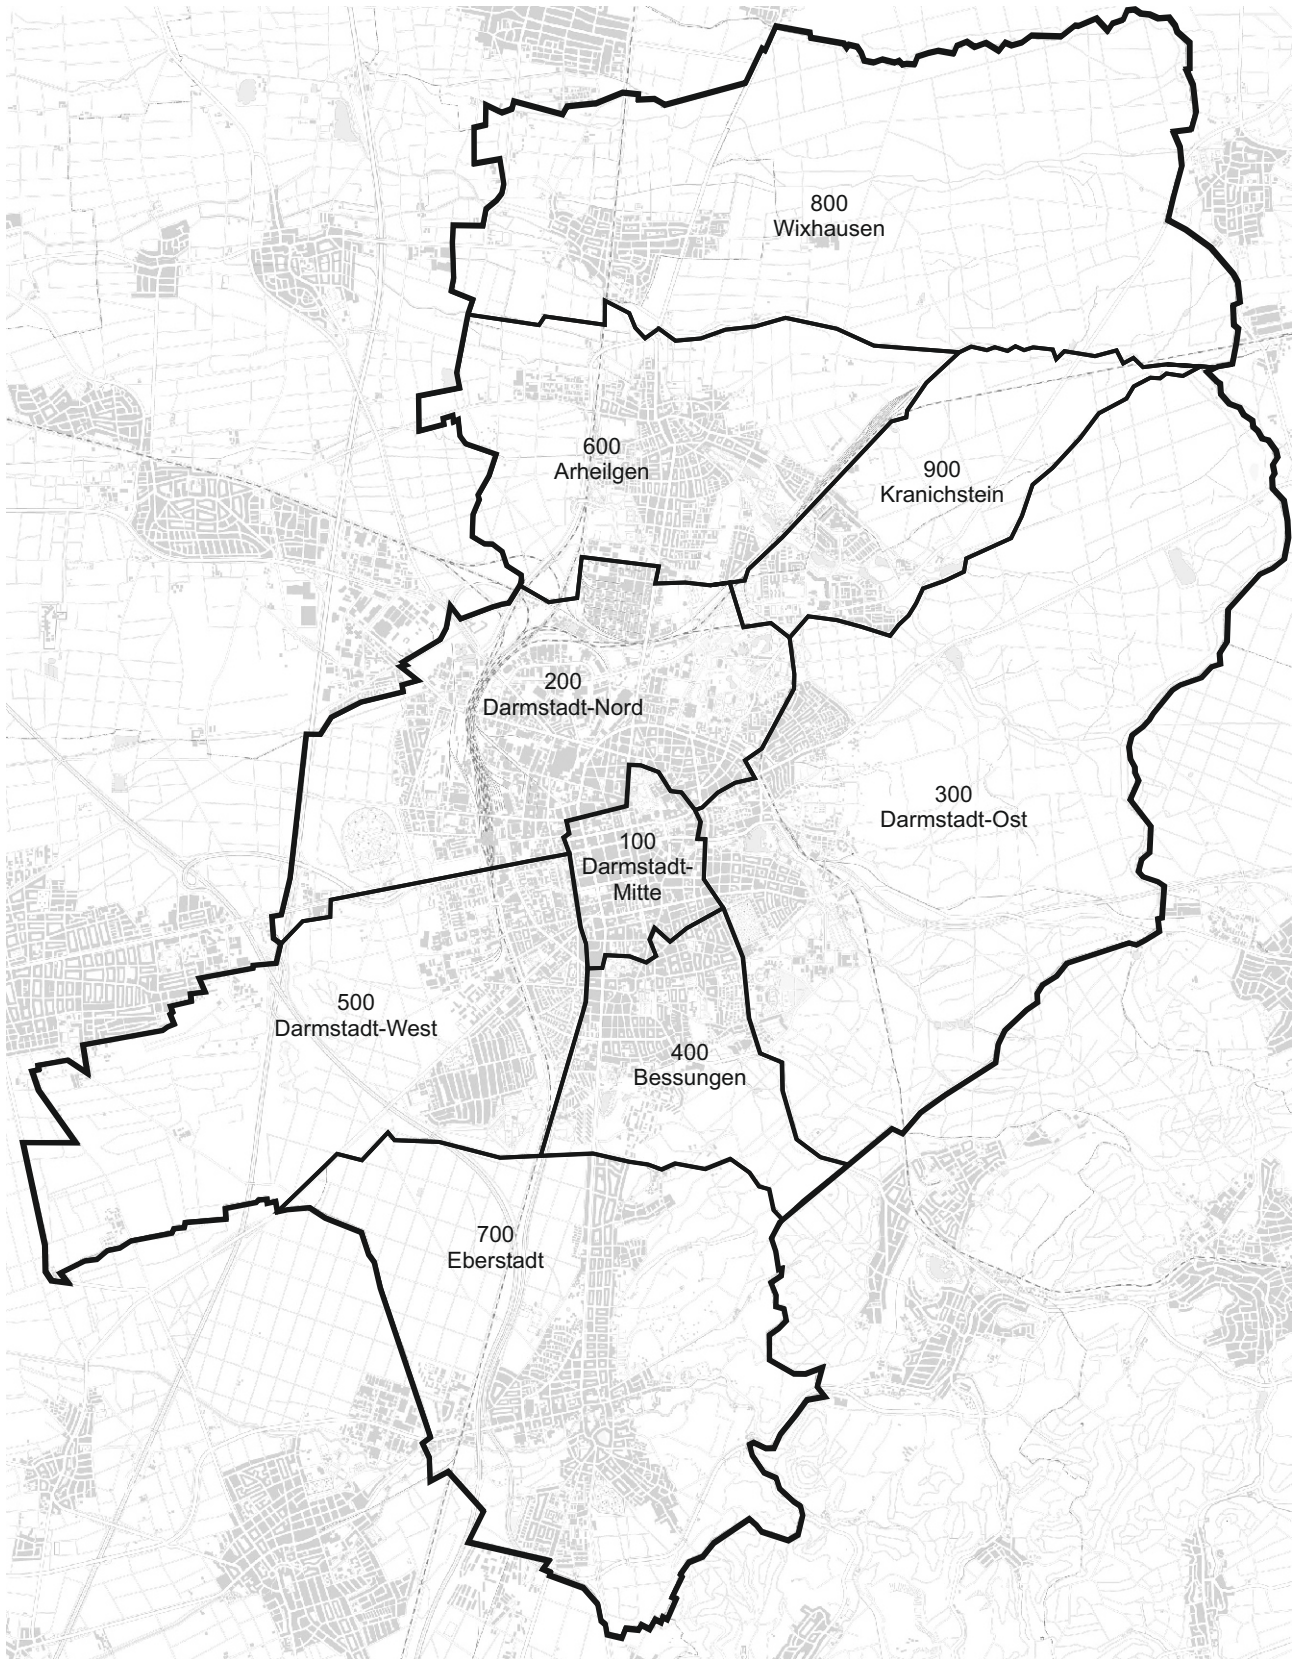 800
Wixhausen
600
Arheilgen
900
Kranichstein
200
Darmstadt-Nord
300
Darmstadt-Ost
100
Darmstadt-
Mitte
500
Darmstadt-West
400
Bessungen
700
Eberstadt